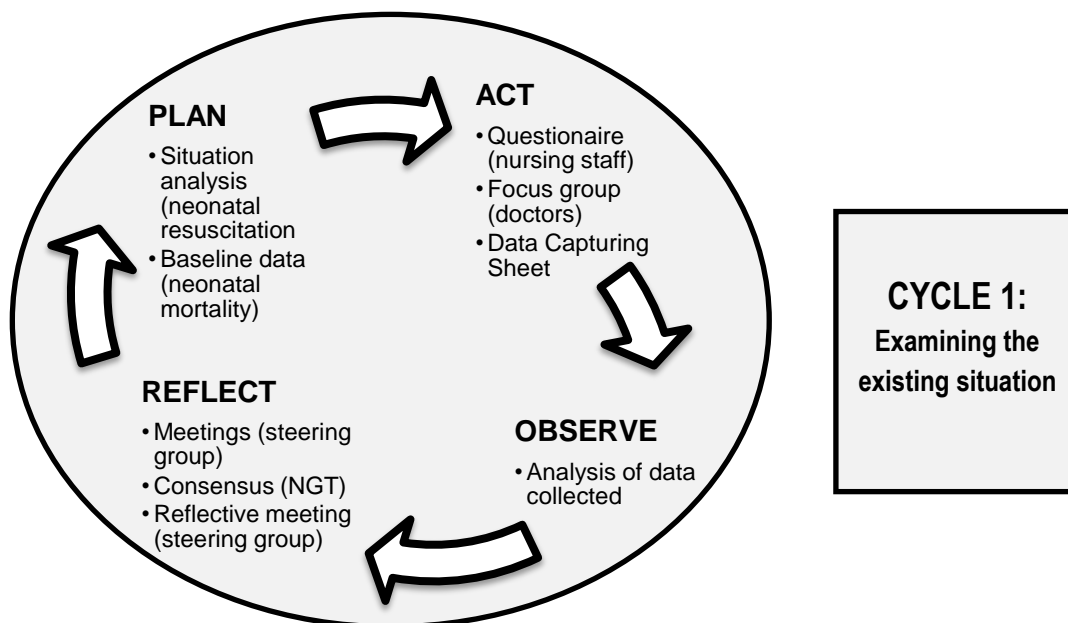 PLAN
• Situation
analysis
(neonatal
resuscitation
• Baseline data
(neonatal
mortality)
ACT
• Questionaire
(nursing staff)
• Focus group
(doctors)
• Data Capturing
Sheet
OBSERVE
• Analysis of data
collected
REFLECT
• Meetings (steering
group)
• Consensus (NGT)
• Reflective meeting
(steering group)
CYCLE 1:
Examining the
existing situation